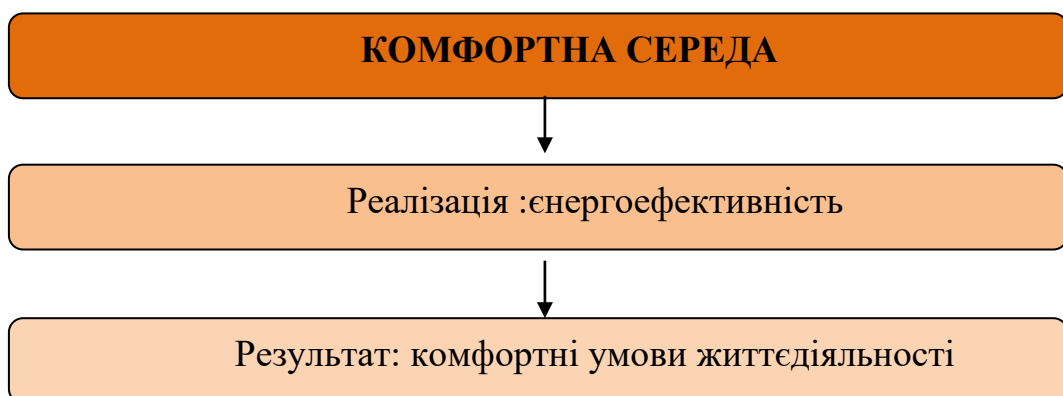 КОМФОРТНА СЕРЕДА
Реалізація :єнергоефективність
Результат: комфортні умови життєдіяльності